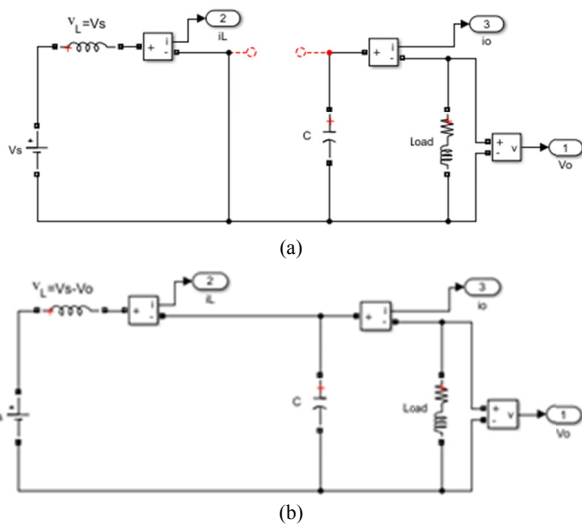 v_L=Vs
2
iL
+
i
-
3
io
+
i
-
Vs
+
C
Load
+
-
v
1
Vo
(a)
v_L=Vs-Vo
2
iL
+
i
-
3
io
+
i
-
+
C
Load
+
-
v
1
Vo
(b)